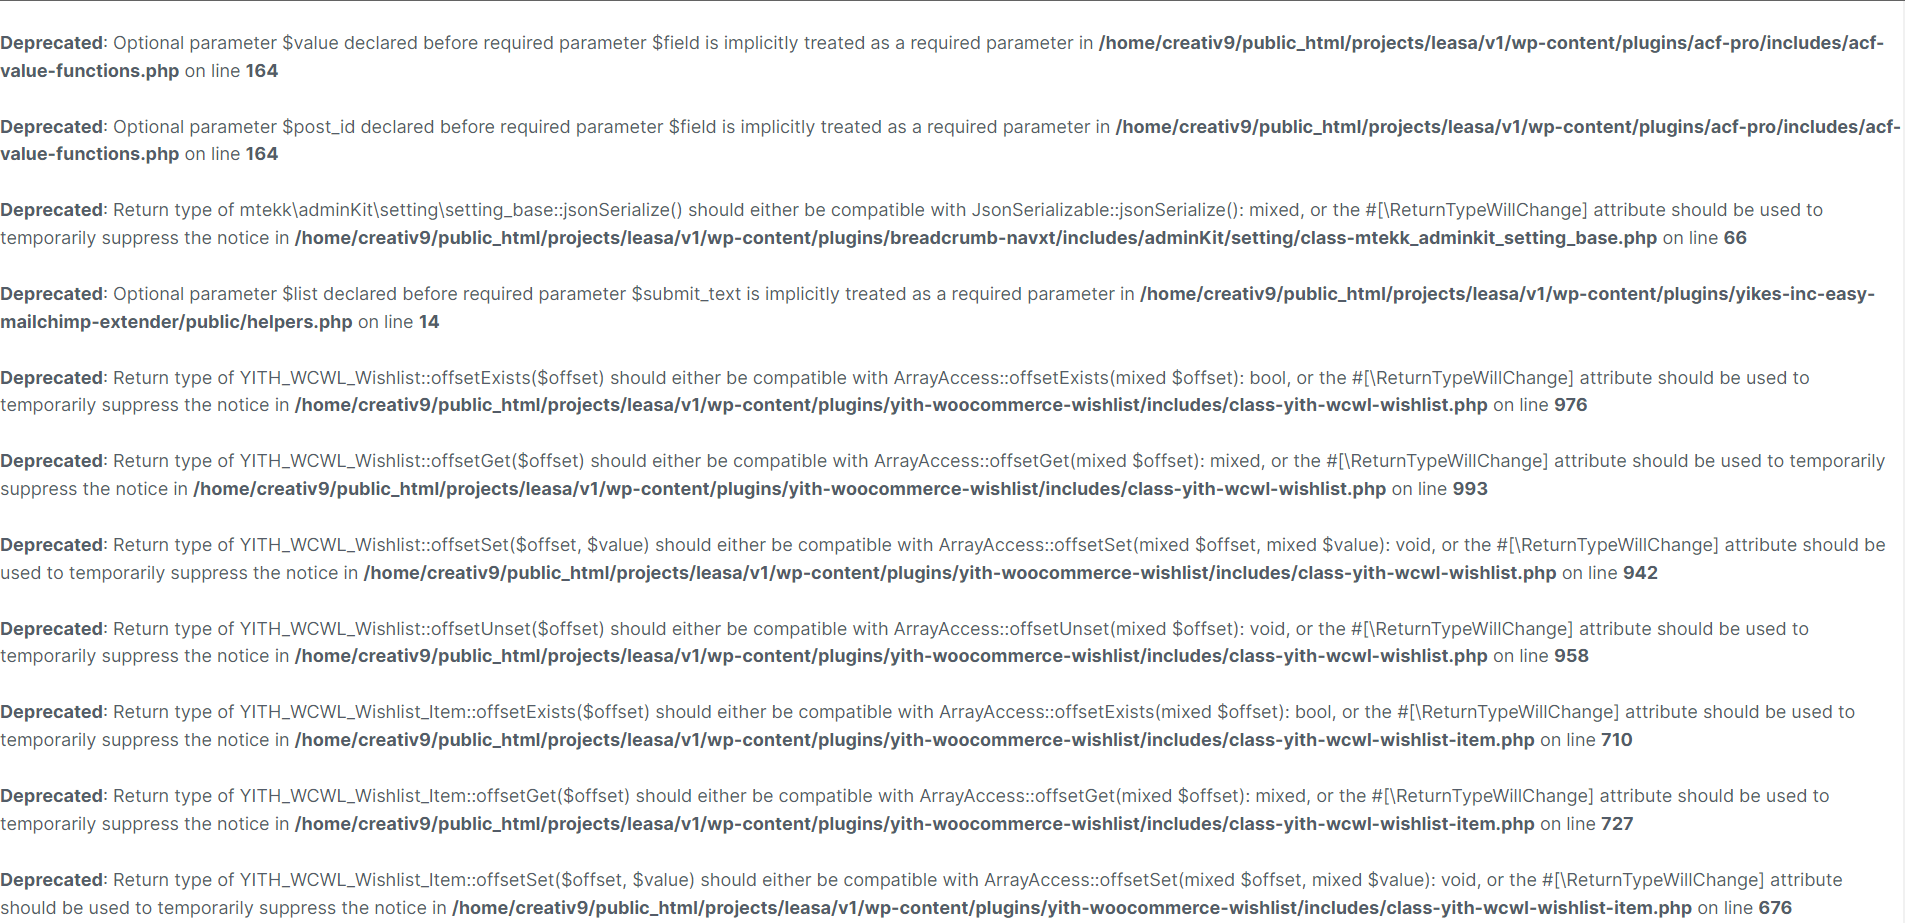 Deprecated: Optional parameter $value declared before required parameter $field is implicitly treated as a required parameter in /home/creativ9/public_html/projects/leasa/v1/wp-content/plugins/acf-pro/includes/acf-
value-functions.php on line 164
Deprecated: Optional parameter $post_id declared before required parameter $field is implicitly treated as a required parameter in /home/creativ9/public_html/projects/leasa/v1/wp-content/plugins/acf-pro/includes/acf-
value-functions.php on line 164
Deprecated: Return type of mtekk\adminKit\setting\setting_base::jsonSerialize() should either be compatible with JsonSerializable::jsonSerialize(): mixed, or the #[\ReturnTypeWillChange] attribute should be used to
temporarily suppress the notice in /home/creativ9/public_html/projects/leasa/v1/wp-content/plugins/breadcrumb-navxt/includes/adminKit/setting/class-mtekk_adminkit_setting_base.php on line 66
Deprecated: Optional parameter $list declared before required parameter $submit_text is implicitly treated as a required parameter in /home/creativ9/public_html/projects/leasa/v1/wp-content/plugins/yikes-inc-easy-
mailchimp-extender/public/helpers.php on line 14
Deprecated: Return type of YITH_WCWL_Wishlist::offsetExists($offset) should either be compatible with ArrayAccess::offsetExists(mixed $offset): bool, or the #[\ReturnTypeWillChange] attribute should be used to
temporarily suppress the notice in /home/creativ9/public_html/projects/leasa/v1/wp-content/plugins/yith-woocommerce-wishlist/includes/class-yith-wcwl-wishlist.php on line 976
Deprecated: Return type of YITH_WCWL_Wishlist::offsetGet($offset) should either be compatible with ArrayAccess::offsetGet(mixed $offset): mixed, or the #[\ReturnTypeWillChange] attribute should be used to temporarily
suppress the notice in /home/creativ9/public_html/projects/leasa/v1/wp-content/plugins/yith-woocommerce-wishlist/includes/class-yith-wcwl-wishlist.php on line 993
Deprecated: Return type of YITH_WCWL_Wishlist::offsetSet($offset, $value) should either be compatible with ArrayAccess::offsetSet(mixed $offset, mixed $value): void, or the #[\ReturnTypeWillChange] attribute should be
used to temporarily suppress the notice in /home/creativ9/public_html/projects/leasa/v1/wp-content/plugins/yith-woocommerce-wishlist/includes/class-yith-wcwl-wishlist.php on line 942
Deprecated: Return type of YITH_WCWL_Wishlist::offsetUnset($offset) should either be compatible with ArrayAccess::offsetUnset(mixed $offset): void, or the #[\ReturnTypeWillChange] attribute should be used to
temporarily suppress the notice in /home/creativ9/public_html/projects/leasa/v1/wp-content/plugins/yith-woocommerce-wishlist/includes/class-yith-wcwl-wishlist.php on line 958
Deprecated: Return type of YITH_WCWL_Wishlist_Item::offsetExists($offset) should either be compatible with ArrayAccess::offsetExists(mixed $offset): bool, or the #[\ReturnTypeWillChange] attribute should be used to
temporarily suppress the notice in /home/creativ9/public_html/projects/leasa/v1/wp-content/plugins/yith-woocommerce-wishlist/includes/class-yith-wcwl-wishlist-item.php on line 710
Deprecated: Return type of YITH_WCWL_Wishlist_Item::offsetGet($offset) should either be compatible with ArrayAccess::offsetGet(mixed $offset): mixed, or the #[\ReturnTypeWillChange] attribute should be used to
temporarily suppress the notice in /home/creativ9/public_html/projects/leasa/v1/wp-content/plugins/yith-woocommerce-wishlist/includes/class-yith-wcwl-wishlist-item.php on line 727
Deprecated: Return type of YITH_WCWL_Wishlist_Item::offsetSet($offset, $value) should either be compatible with ArrayAccess::offsetSet(mixed $offset, mixed $value): void, or the #[\ReturnTypeWillChange] attribute
should be used to temporarily suppress the notice in /home/creativ9/public_html/projects/leasa/v1/wp-content/plugins/yith-woocommerce-wishlist/includes/class-yith-wcwl-wishlist-item.php on line 676